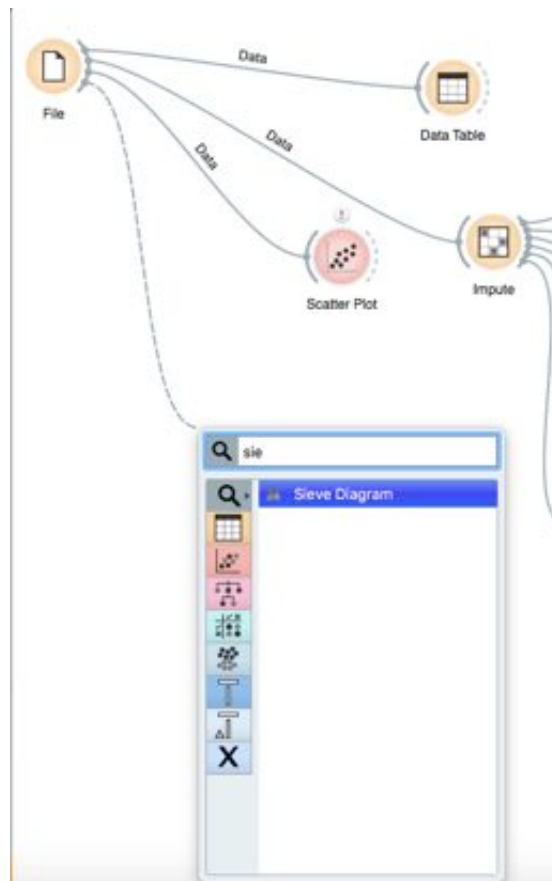 Data
File
Data
Data
Data Table
Impute
Scatter Plot
sie
Sieve Diagram